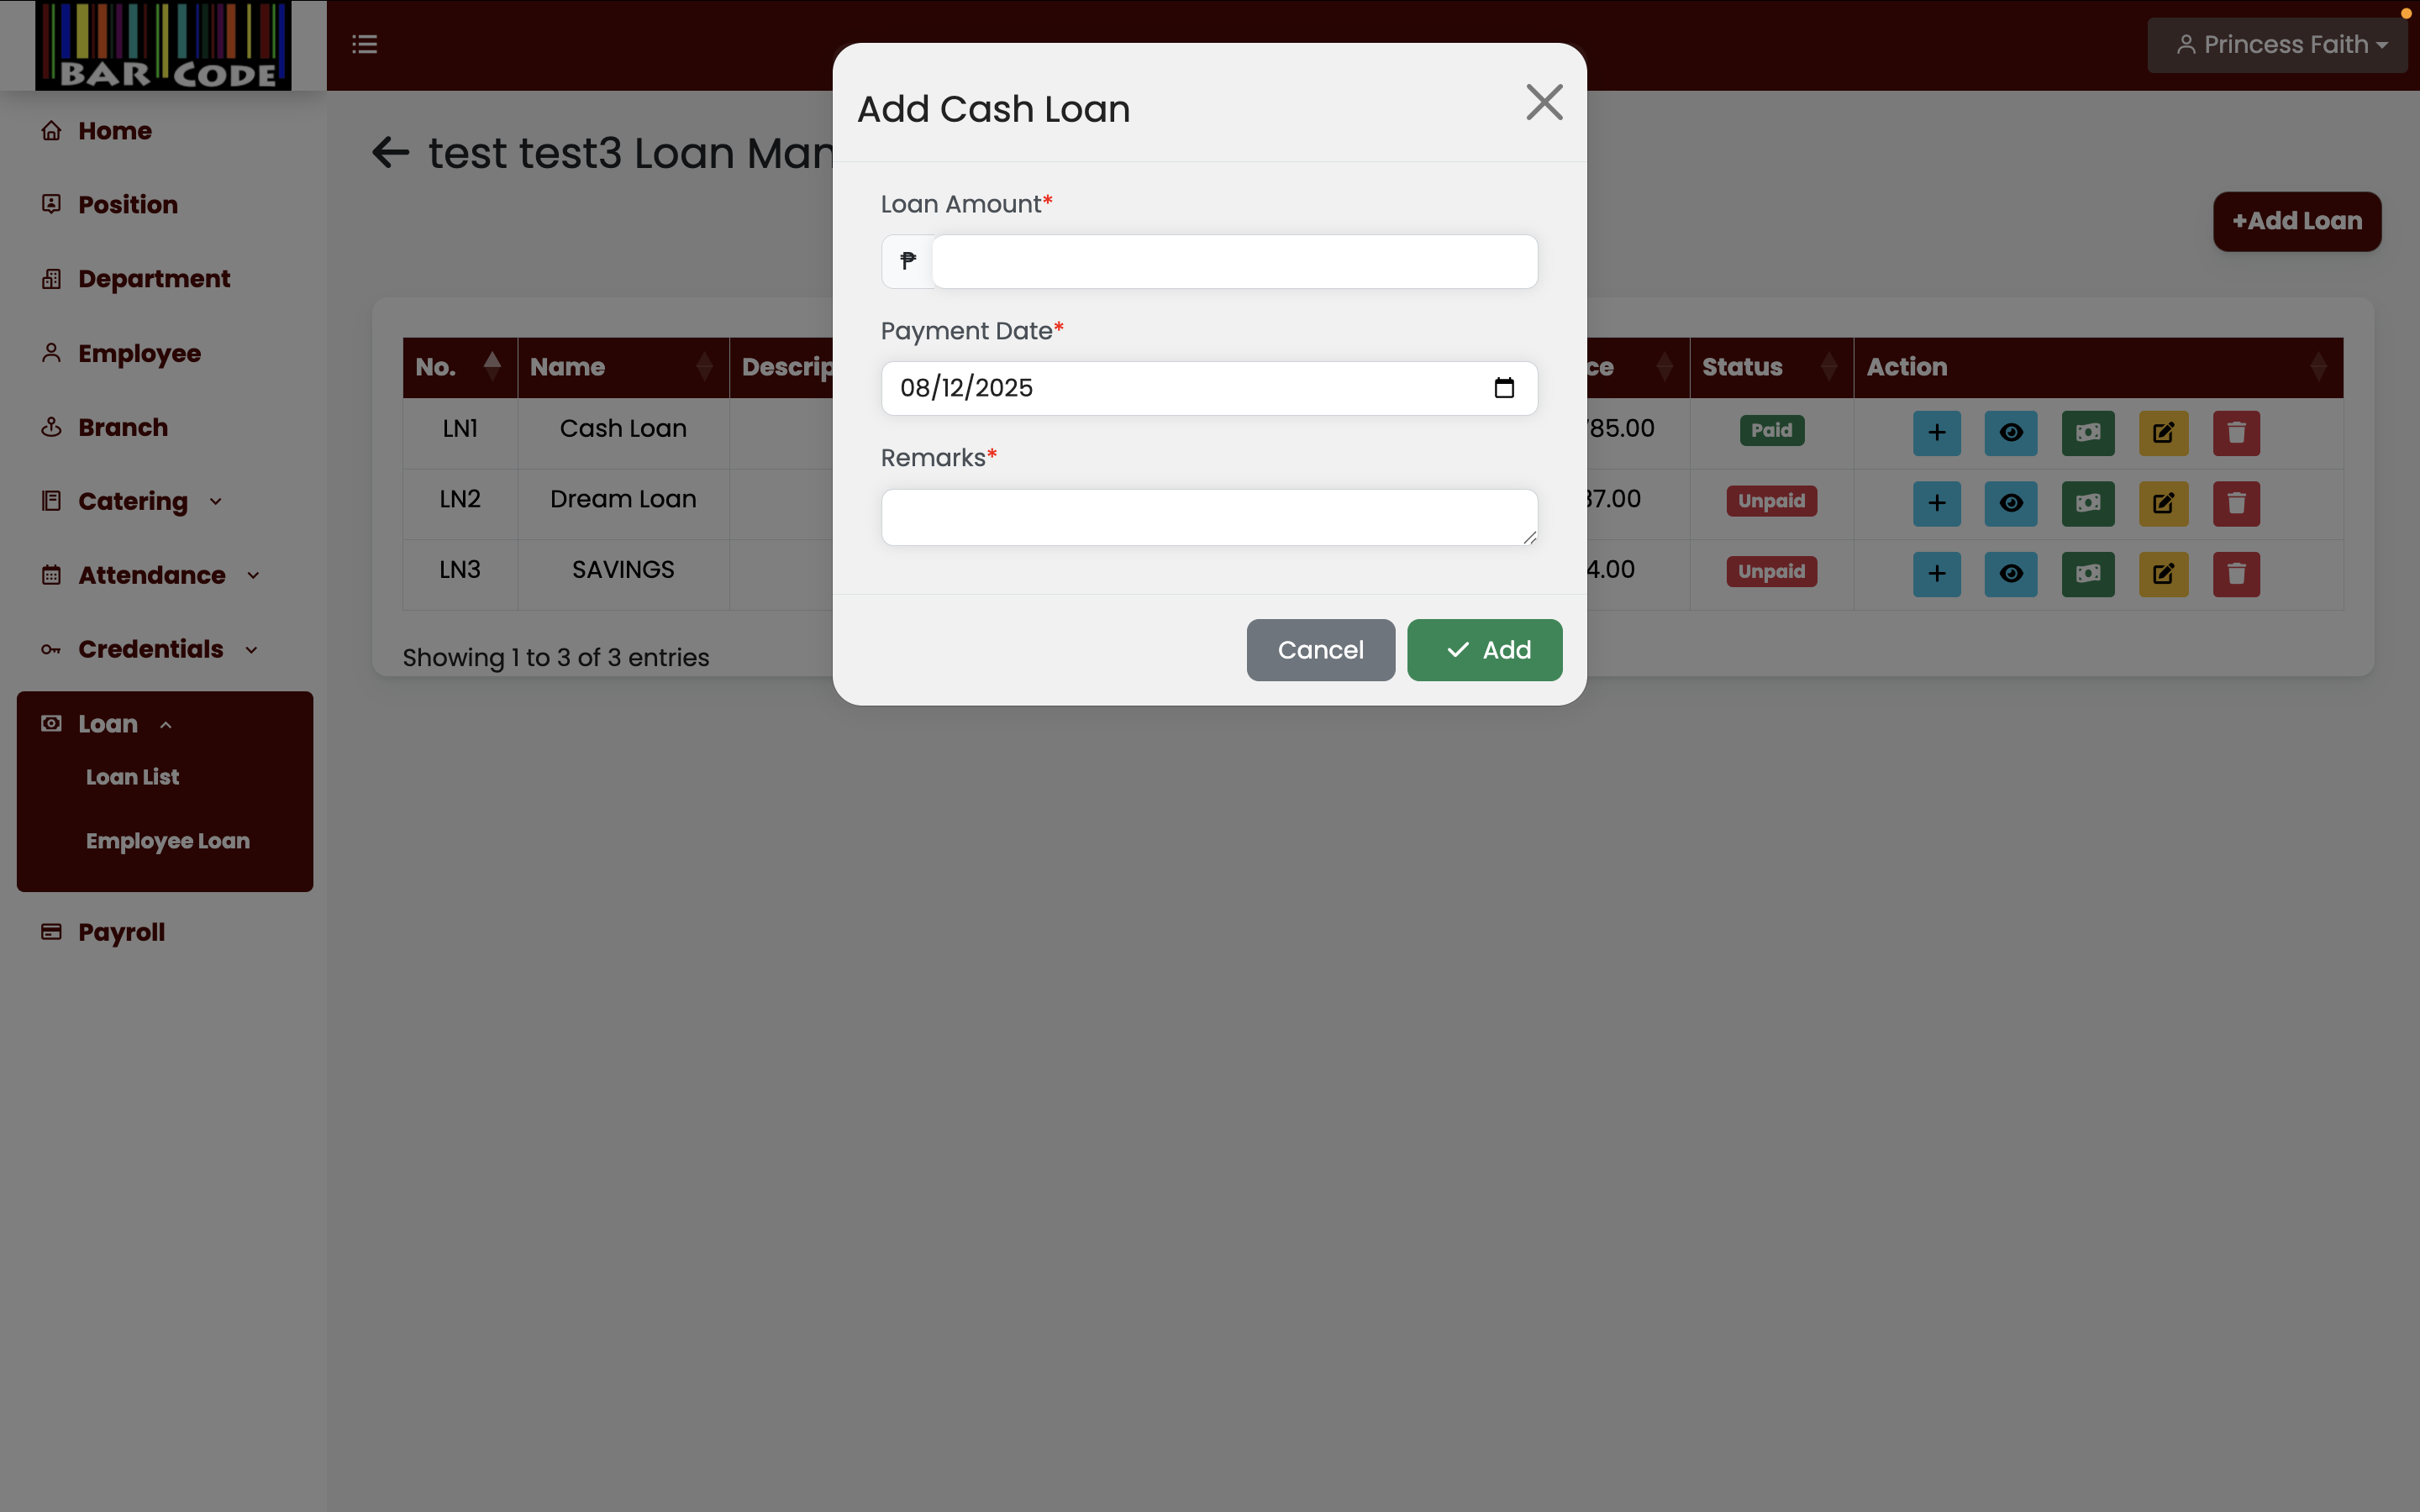 BAR CODE
Princess Faith
Home
Position
Department
Employee
Branch
Catering
Attendance
Credentials
Loan
Loan List
Employee Loan
Payroll
test test3 Loan
+Add Loan
No. Name Status Action
LN1 Cash Loan 85.00 Paid
LN2 Dream Loan 37.00 Unpaid
LN3 SAVINGS 4.00 Unpaid
Showing 1 to 3 of 3 entries
Add Cash Loan
Loan Amount*
₱
Payment Date*
08/12/2025
Remarks*
Cancel Add